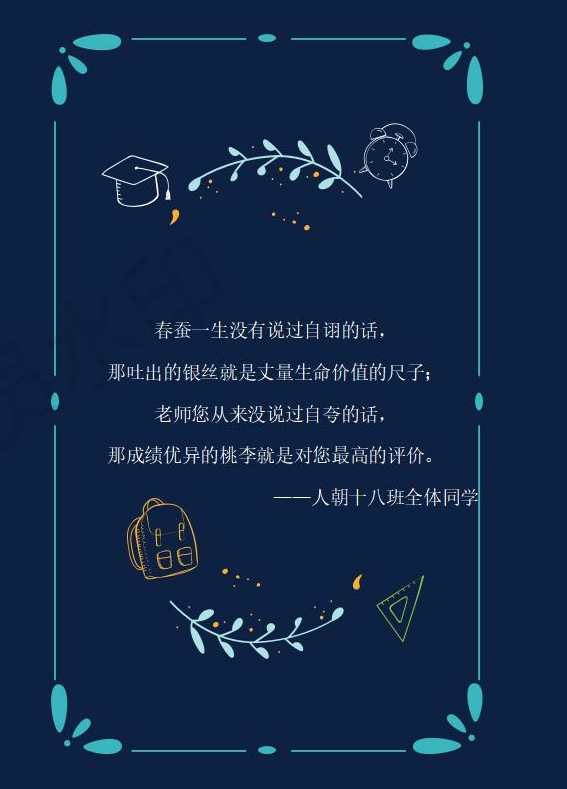 春蚕一生没有说过自诩的话，
那吐出的银丝就是丈量生命价值的尺子；
老师您从来没说过自夸的话，
那成绩优异的桃李就是对您最高的评价。
——人朝十八班全体同学